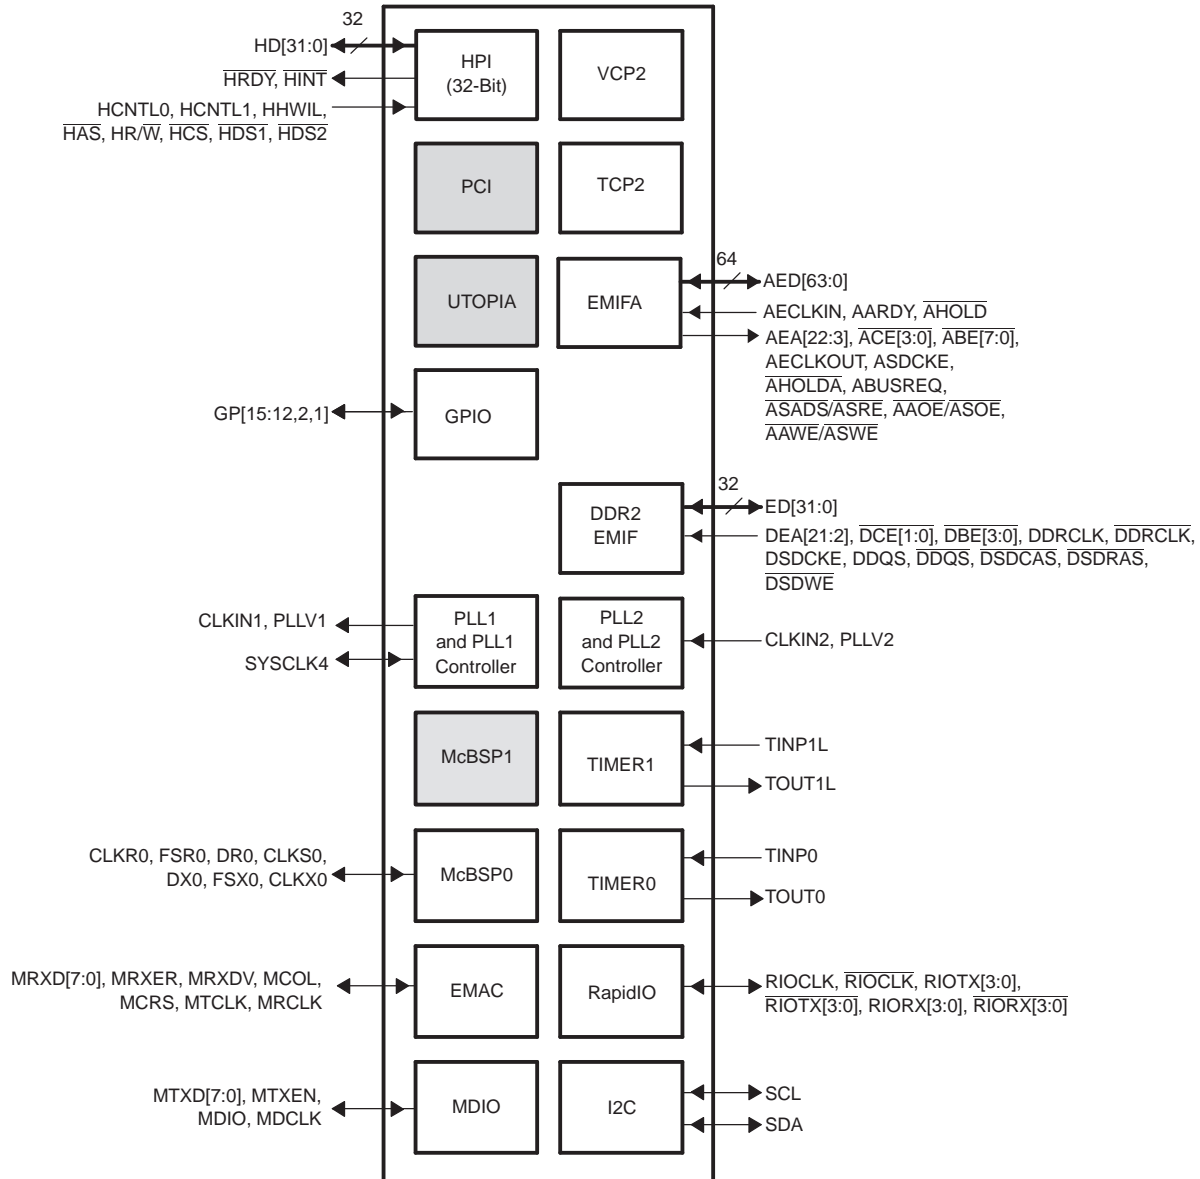 32
HD[31:0]
HRDY, HINT
HCNTL0, HCNTL1, HHWIL,
HAS, HR/W, HCS, HDS1, HDS2
HPI
(32-Bit)
VCP2
PCI
TCP2
UTOPIA
EMIFA
64
AED[63:0]
AECLKIN, AARDY, AHOLD
AEA[22:3], ACE[3:0], ABE[7:0],
AECLKOUT, ASDCKE,
AHOLDA, ABUSREQ,
ASADS/ASRE, AAOE/ASOE,
AAWE/ASWE
GP[15:12,2,1]
GPIO
DDR2
EMIF
32
ED[31:0]
DEA[21:2], DCE[1:0], DBE[3:0], DDRCLK, DDRCLK,
DSDCKE, DDQS, DDQS, DSDCAS, DSDRAS,
DSDWE
CLKIN1, PLLV1
SYSCLK4
PLL1
and PLL1
Controller
PLL2
and PLL2
Controller
CLKIN2, PLLV2
McBSP1
TIMER1
TINP1L
TOUT1L
CLKR0, FSR0, DR0, CLKS0,
DX0, FSX0, CLKX0
McBSP0
TIMER0
TINP0
TOUT0
MRXD[7:0], MRXER, MRXDV, MCOL,
MCRS, MTCLK, MRCLK
EMAC
RapidIO
RIOCLK, RIOCLK, RIOTX[3:0],
RIOTX[3:0], RIORX[3:0], RIORX[3:0]
MTXD[7:0], MTXEN,
MDIO, MDCLK
MDIO
I2C
SCL
SDA